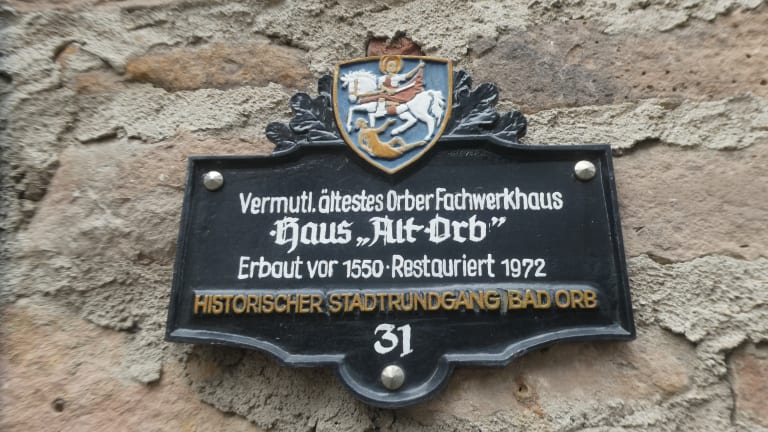 Vermutl. ältestes Orber Fachwerkhaus
·Haus „Alt-Orb”
Erbaut vor 1550·Restauriert 1972
HISTORISCHER STADTRUNDGANG BAD ORB
31